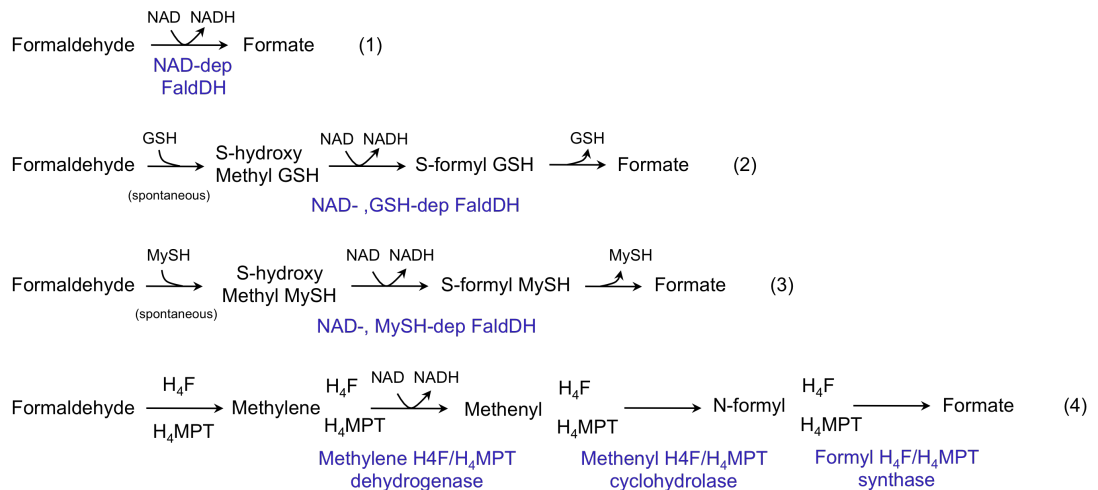 NAD NADH
Formaldehyde Formate (1)
NAD-dep
FaldDH
GSH NAD NADH GSH
Formaldehyde S-hydroxy
Methyl GSH S-formyl GSH Formate (2)
(spontaneous)
NAD- ,GSH-dep FaldDH
MySH NAD NADH MySH
Formaldehyde S-hydroxy
Methyl MySH S-formyl MySH Formate (3)
(spontaneous)
NAD-, MySH-dep FaldDH
H₄F H₄F NAD NADH H₄F H₄F
Formaldehyde Methylene Methenyl N-formyl Formate (4)
H₄MPT H₄MPT H₄MPT H₄MPT
Methylene H4F/H₄MPT
dehydrogenase
Methenyl H4F/H₄MPT
cyclohydrolase
Formyl H₄F/H₄MPT
synthase